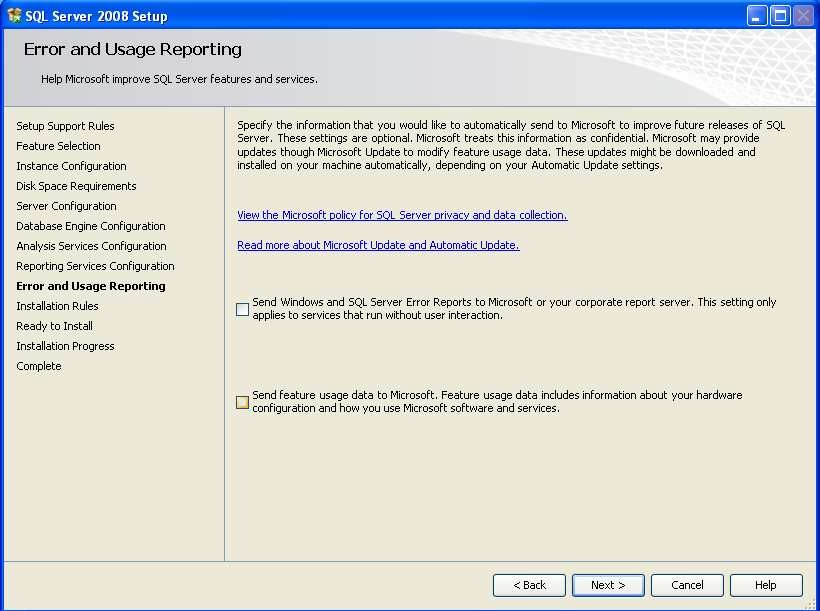 SQL Server 2008 Setup
Error and Usage Reporting
Help Microsoft improve SQL Server features and services.
Setup Support Rules
Feature Selection
Instance Configuration
Disk Space Requirements
Server Configuration
Database Engine Configuration
Analysis Services Configuration
Reporting Services Configuration
Error and Usage Reporting
Installation Rules
Ready to Install
Installation Progress
Complete
Specify the information that you would like to automatically send to Microsoft to improve future releases of SQL
Server. These settings are optional. Microsoft treats this information as confidential. Microsoft may provide
updates though Microsoft Update to modify feature usage data. These updates might be downloaded and
installed on your machine automatically, depending on your Automatic Update settings.
View the Microsoft policy for SQL Server privacy and data collection.
Read more about Microsoft Update and Automatic Update.
Send Windows and SQL Server Error Reports to Microsoft or your corporate report server. This setting only
applies to services that run without user interaction.
Send feature usage data to Microsoft. Feature usage data includes information about your hardware
configuration and how you use Microsoft software and services.
< Back
Next >
Cancel
Help